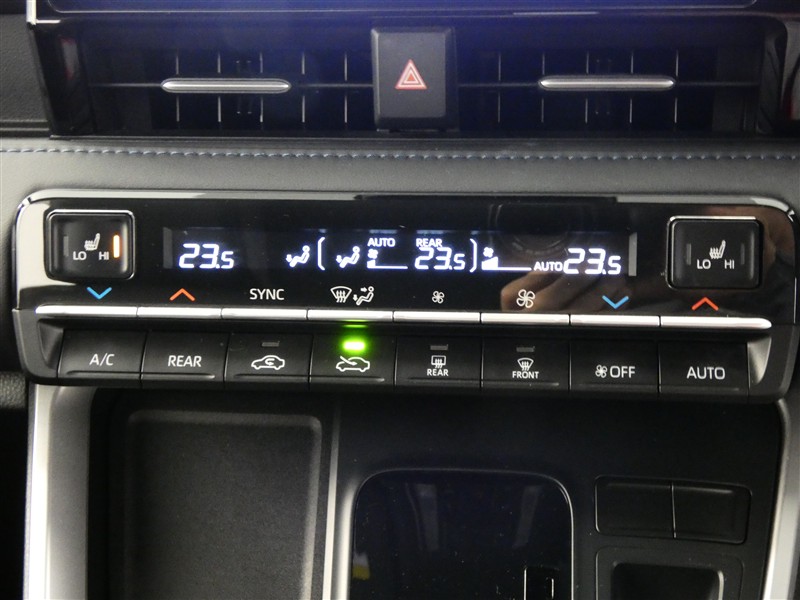 AUTO REAR
23.5 23.5 AUTO 23.5
LO HI
LO HI
SYNC
A/C REAR REAR FRONT OFF AUTO